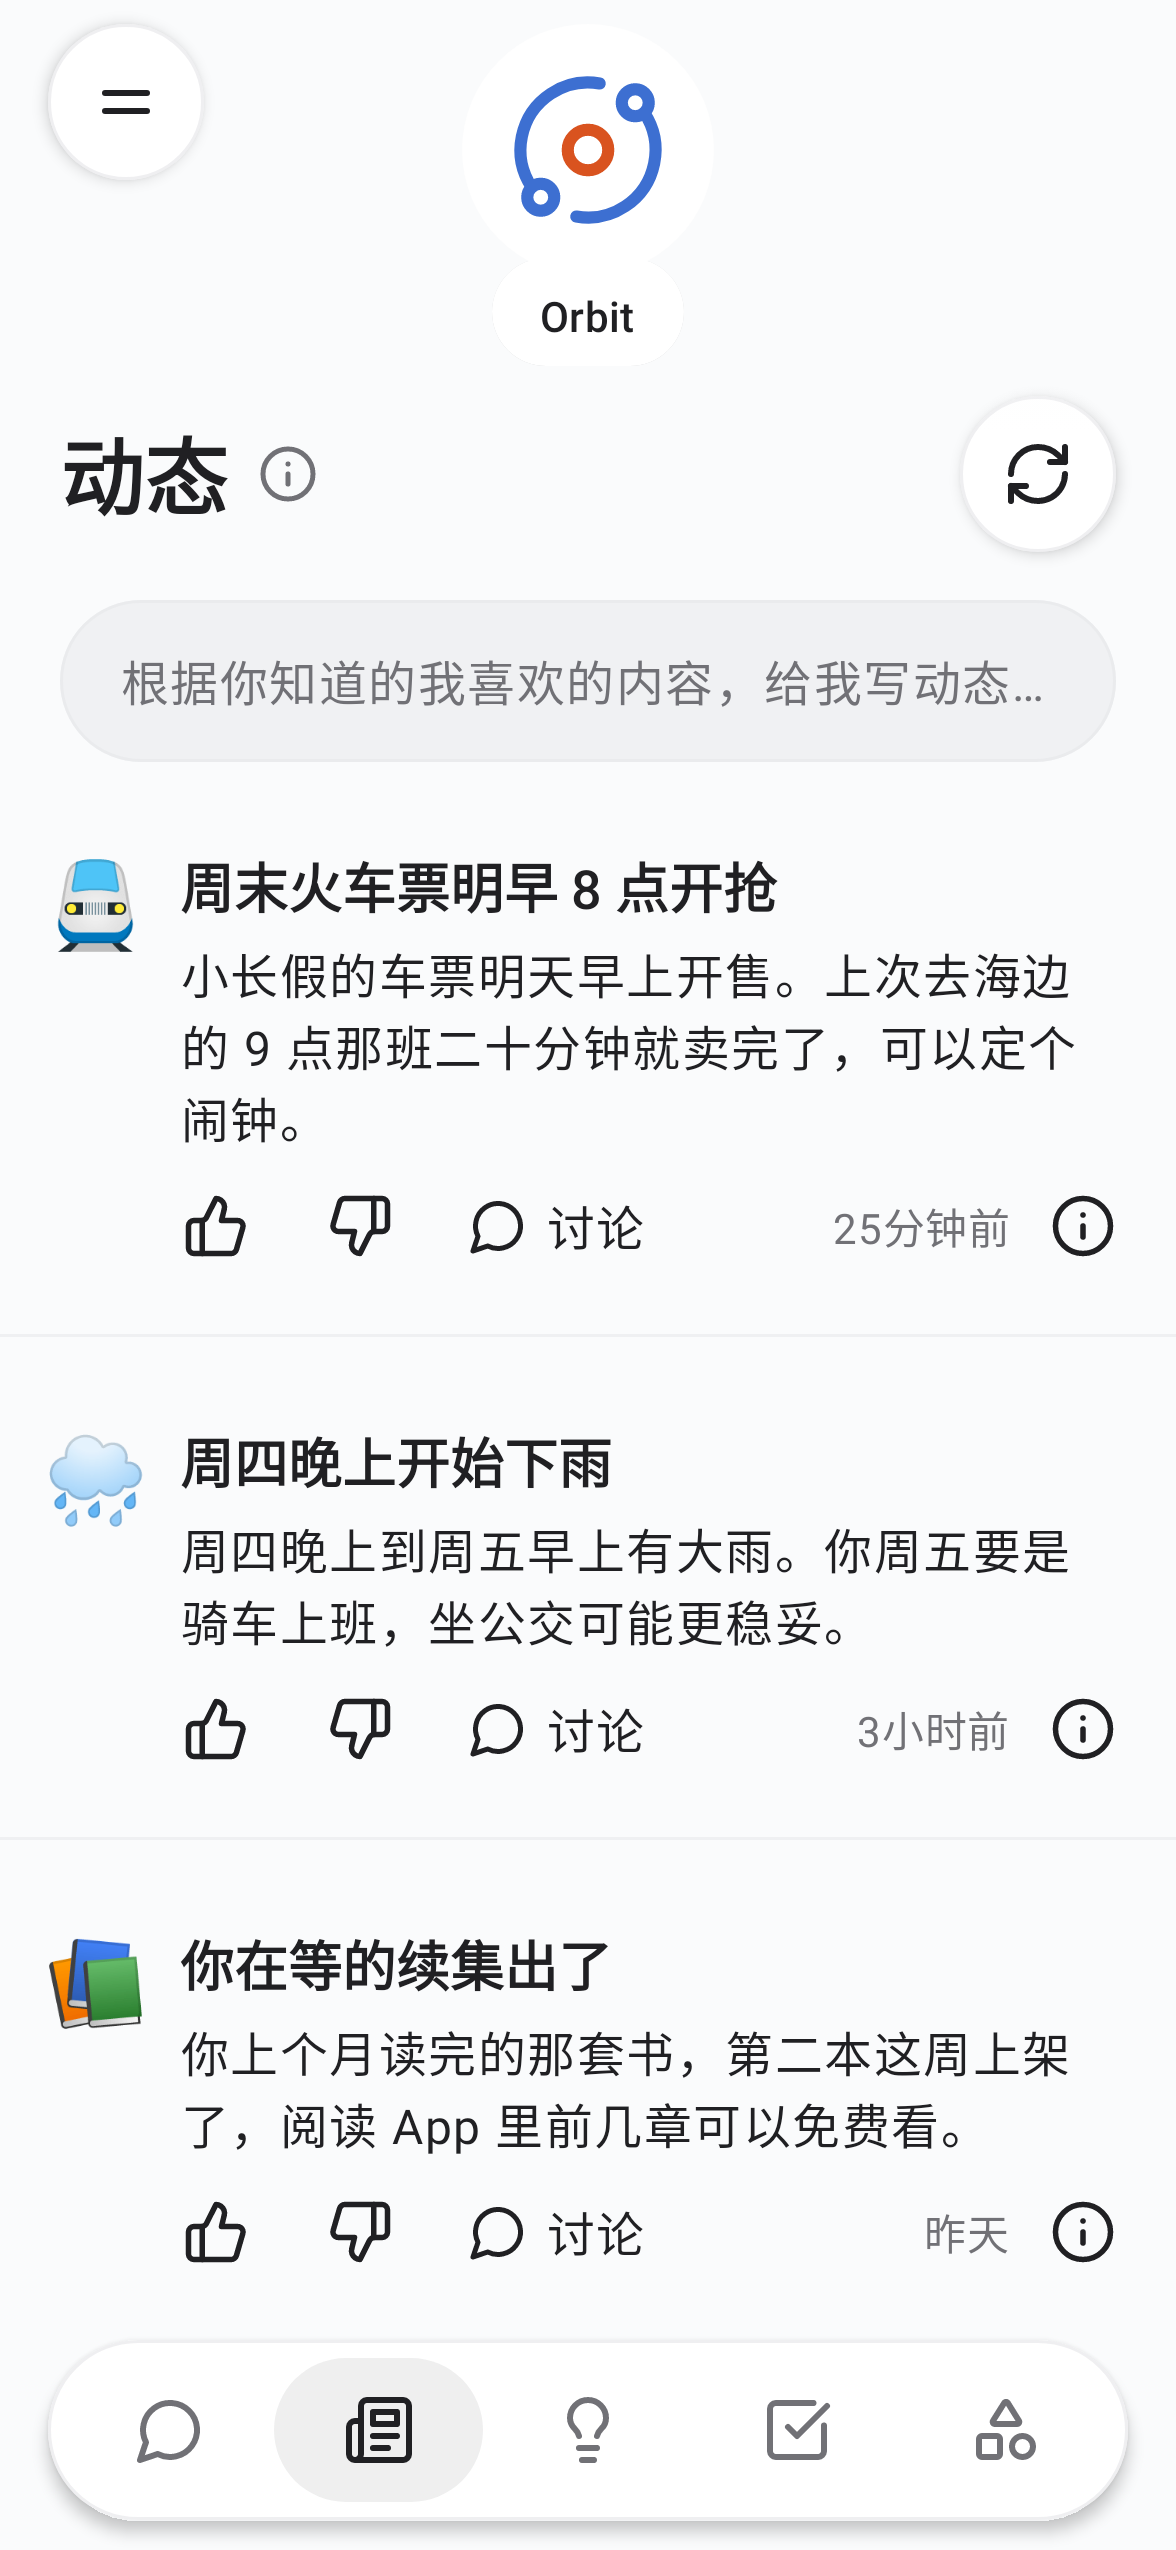 Orbit
动态
根据你知道的我喜欢的内容，给我写动态...
周末火车票明早 8 点开抢
小长假的车票明天早上开售。上次去海边
的 9 点那班二十分钟就卖完了，可以定个
闹钟。
讨论
25分钟前
周四晚上开始下雨
周四晚上到周五早上有大雨。你周五要是
骑车上班，坐公交可能更稳妥。
讨论
3小时前
你在等的续集出了
你上个月读完的那套书，第二本这周上架
了，阅读 App 里前几章可以免费看。
讨论
昨天